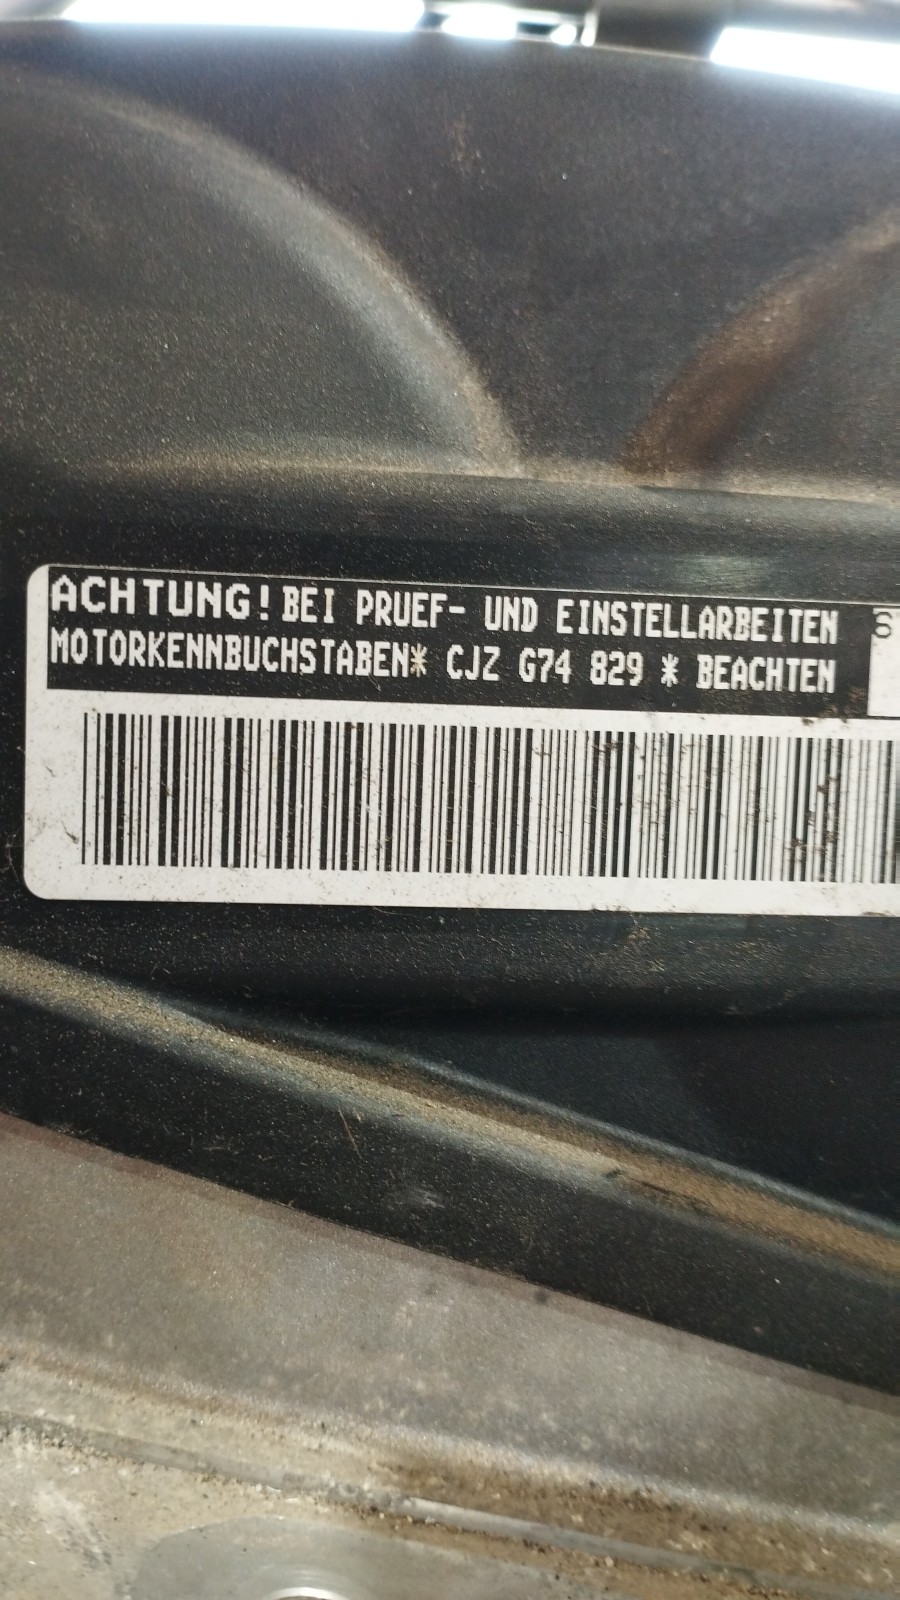 ACHTUNG! BEI PRUEF- UND EINSTELLARBEITEN
MOTORKENNBUCHSTABEN* CJZ G74 829 * BEACHTEN